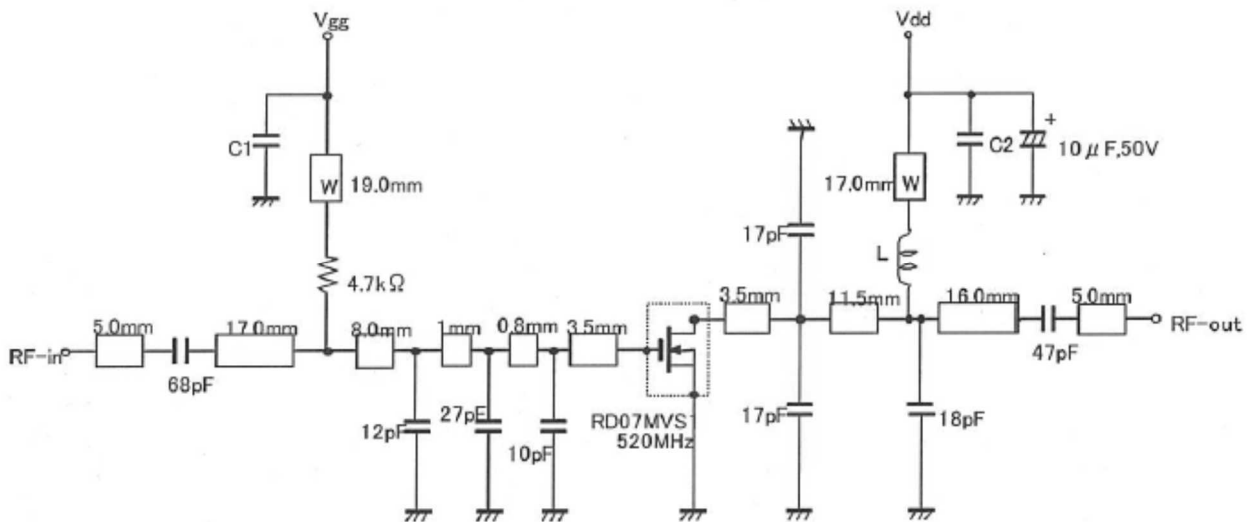 Vgg
Vdd
C1
W
19.0mm
C2
+
10μF,50V
17.0mm
W
17pF
L
4.7kΩ
5.0mm
17.0mm
8.0mm
1mm
0.8mm
3.5mm
3.5mm
11.5mm
16.0mm
5.0mm
RF-in
RF-out
68pF
47pF
12pF
27pF
10pF
RD07MVS1
520MHz
17pF
18pF